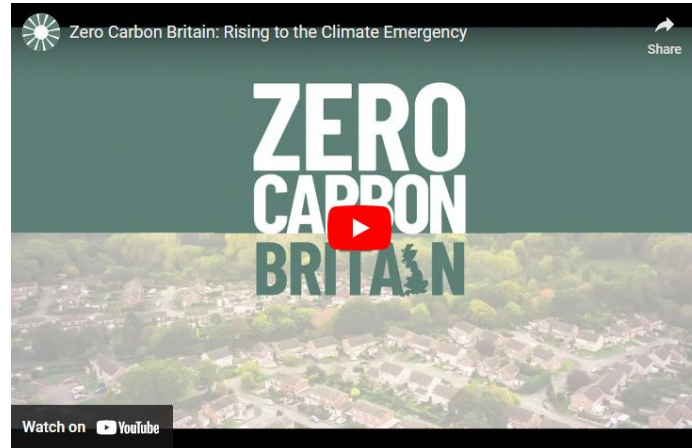 Zero Carbon Britain: Rising to the Climate Emergency
Share
ZERO
CARBON
BRITAIN
Watch on YouTube